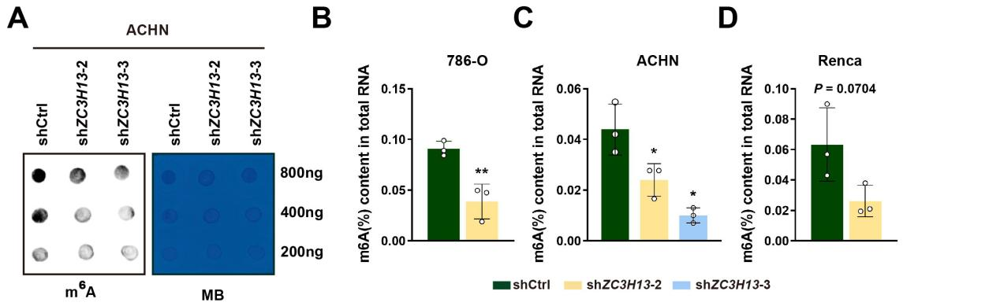 A
ACHN
shCtrl
shZC3H13-2
shZC3H13-3
shCtrl
shZC3H13-2
shZC3H13-3
800ng
400ng
200ng
m⁶A
MB
B
786-O
m6A(%) content in total RNA
0.15
0.10
0.05
0.00
**
C
ACHN
m6A(%) content in total RNA
0.06
0.04
0.02
0.00
*
*
D
Renca
m6A(%) content in total RNA
0.10
0.08
0.06
0.04
0.02
0.00
P = 0.0704
shCtrl
shZC3H13-2
shZC3H13-3